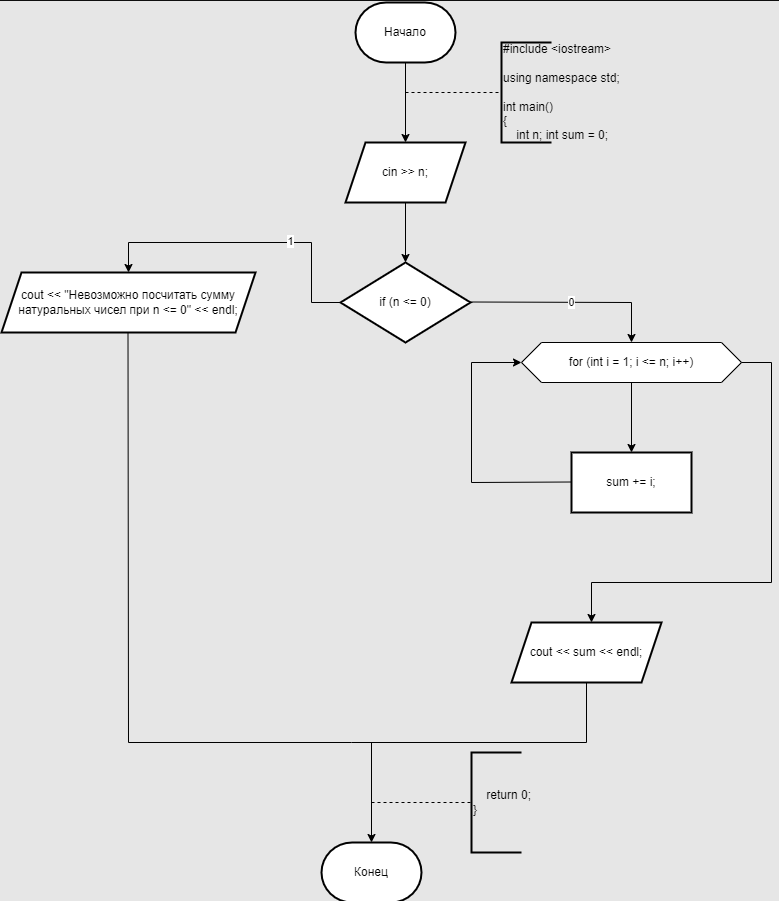 Начало
#include <iostream>
using namespace std;
int main()
{
int n; int sum = 0;
cin >> n;
1
cout << "Невозможно посчитать сумму
натуральных чисел при n <= 0" << endl;
if (n <= 0)
0
for (int i = 1; i <= n; i++)
sum += i;
cout << sum << endl;
return 0;
}
Конец